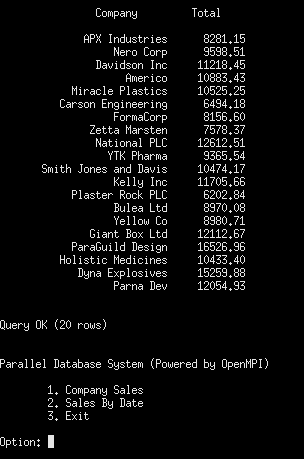 Company Total
APX Industries 8281.15
Nero Corp 9598.51
Davidson Inc 11218.45
Americo 10883.43
Miracle Plastics 10525.25
Carson Engineering 6494.18
FormaCorp 8156.60
Zetta Marsten 7578.37
National PLC 12612.51
YTK Pharma 9365.54
Smith Jones and Davis 10474.17
Kelly Inc 11705.66
Plaster Rock PLC 6202.84
Bulea Ltd 8970.08
Yellow Co 8980.71
Giant Box Ltd 12112.67
ParaGuild Design 16526.96
Holistic Medicines 10433.40
Dyna Explosives 15259.88
Parna Dev 12054.93
Query OK (20 rows)
Parallel Database System (Powered by OpenMPI)
1. Company Sales
2. Sales By Date
3. Exit
Option: